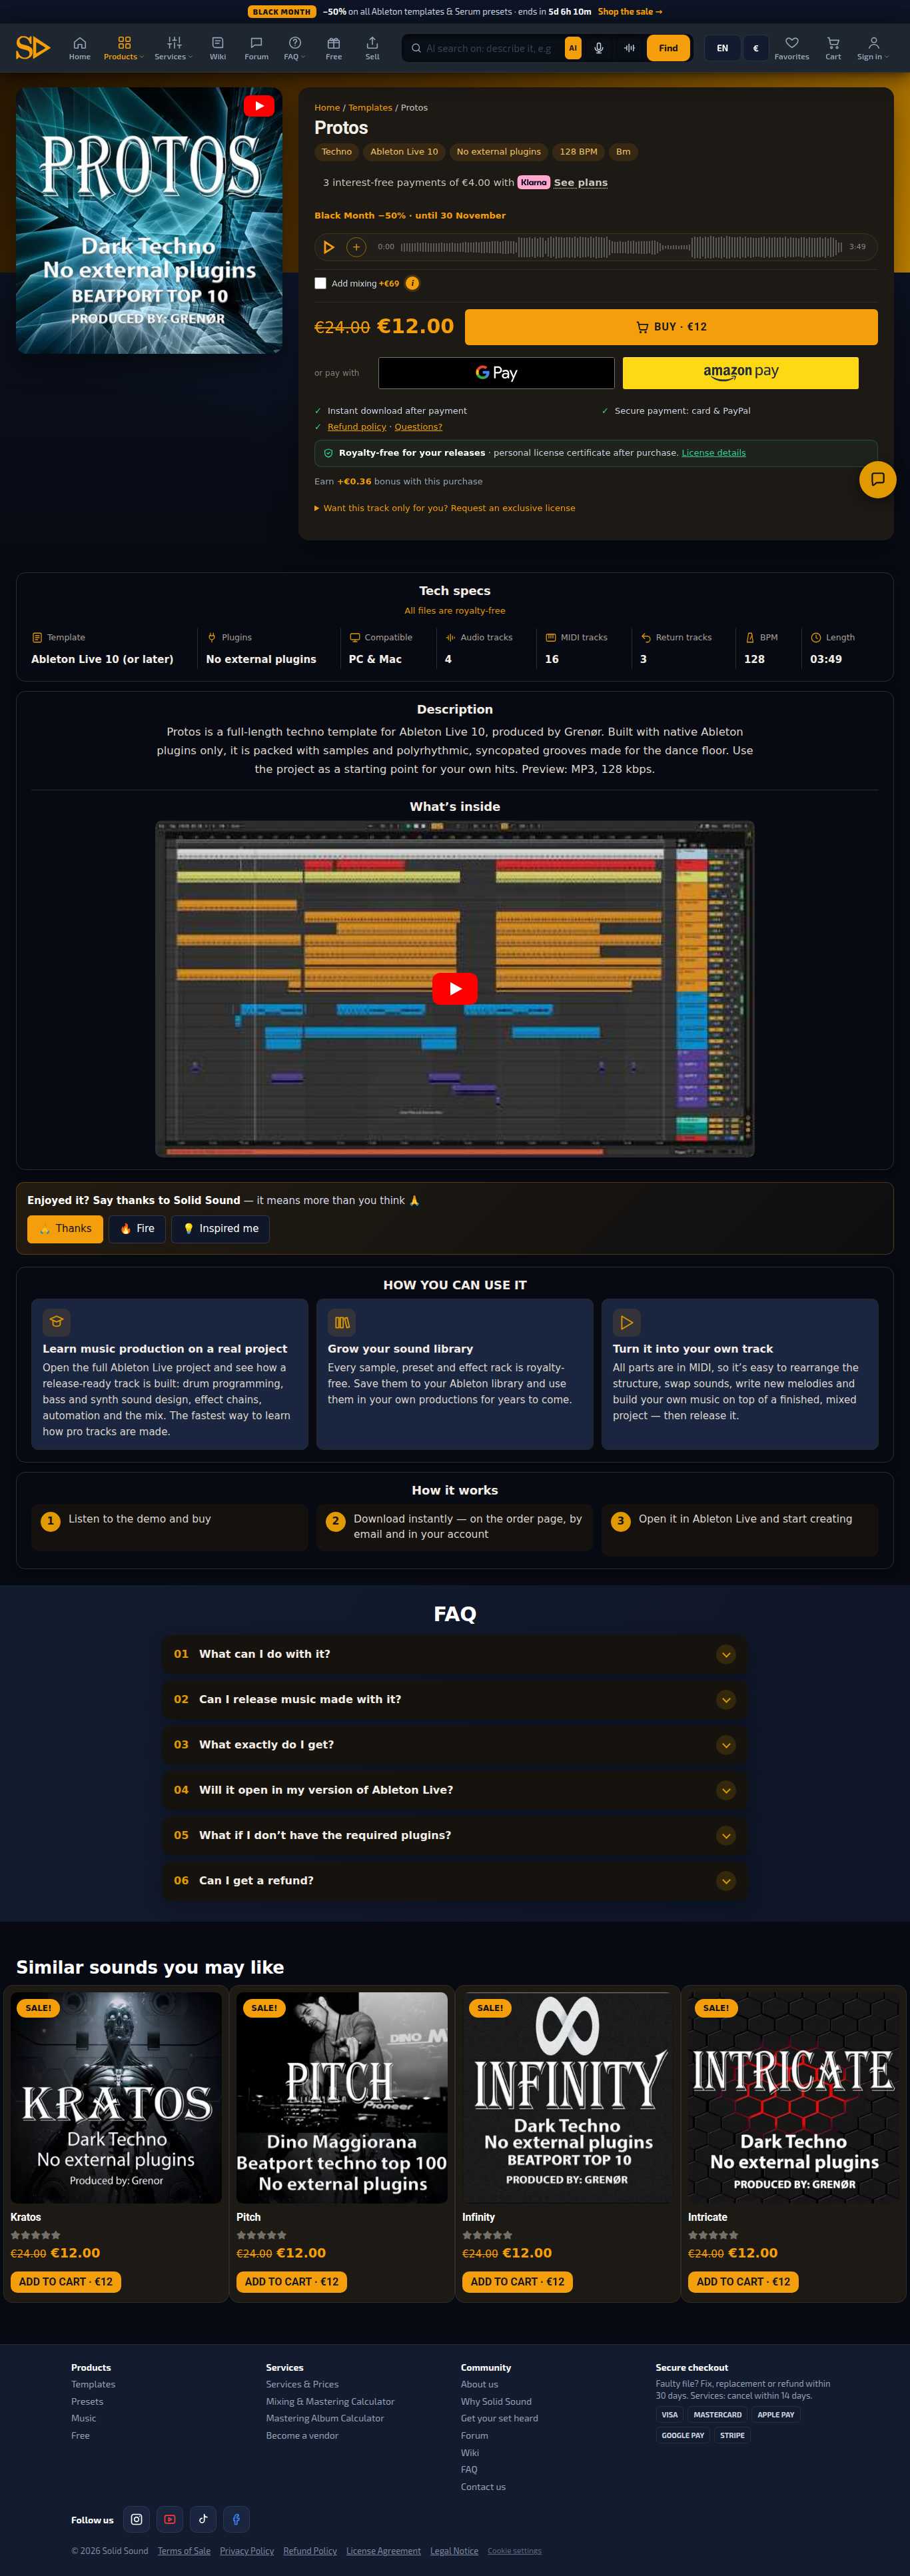 BLACK MONTH −50% on all Ableton templates & Serum presets · ends in 5d 6h 10m Shop the sale →
Home
Products
Services
Wiki
Forum
FAQ
Free
Sell
AI search on: describe it, e.g
AI
Find
EN
€
Favorites
Cart
Sign in
PROTOS
Dark Techno
No external plugins
BEATPORT TOP 10
PRODUCED BY: GRENØR
Home / Templates / Protos
Protos
Techno
Ableton Live 10
No external plugins
128 BPM
Bm
3 interest-free payments of €4.00 with Klarna See plans
Black Month −50% · until 30 November
0:00
3:49
Add mixing +€69 i
€24.00 €12.00
BUY · €12
or pay with
G Pay
amazon pay
✓ Instant download after payment
✓ Secure payment: card & PayPal
✓ Refund policy · Questions?
Royalty-free for your releases · personal license certificate after purchase. License details
Earn +€0.36 bonus with this purchase
Want this track only for you? Request an exclusive license
Tech specs
All files are royalty-free
Template
Ableton Live 10 (or later)
Plugins
No external plugins
Compatible
PC & Mac
Audio tracks
4
MIDI tracks
16
Return tracks
3
BPM
128
Length
03:49
Description
Protos is a full-length techno template for Ableton Live 10, produced by Grenør. Built with native Ableton
plugins only, it is packed with samples and polyrhythmic, syncopated grooves made for the dance floor. Use
the project as a starting point for your own hits. Preview: MP3, 128 kbps.
What’s inside
Enjoyed it? Say thanks to Solid Sound — it means more than you think 🙏
🙏 Thanks
🔥 Fire
💡 Inspired me
HOW YOU CAN USE IT
Learn music production on a real project
Open the full Ableton Live project and see how a
release-ready track is built: drum programming,
bass and synth sound design, effect chains,
automation and the mix. The fastest way to learn
how pro tracks are made.
Grow your sound library
Every sample, preset and effect rack is royalty-
free. Save them to your Ableton library and use
them in your own productions for years to come.
Turn it into your own track
All parts are in MIDI, so it’s easy to rearrange the
structure, swap sounds, write new melodies and
build your own music on top of a finished, mixed
project — then release it.
How it works
1 Listen to the demo and buy
2 Download instantly — on the order page, by
email and in your account
3 Open it in Ableton Live and start creating
FAQ
01 What can I do with it?
02 Can I release music made with it?
03 What exactly do I get?
04 Will it open in my version of Ableton Live?
05 What if I don’t have the required plugins?
06 Can I get a refund?
Similar sounds you may like
SALE!
KRATOS
Dark Techno
No external plugins
Produced by: Grenor
Kratos
€24.00 €12.00
ADD TO CART · €12
SALE!
DINO M
Pioneer
PITCH
Dino Maggiorana
Beatport techno top 100
No external plugins
Pitch
€24.00 €12.00
ADD TO CART · €12
SALE!
INFINITY
Dark Techno
No external plugins
BEATPORT TOP 10
PRODUCED BY: GRENØR
Infinity
€24.00 €12.00
ADD TO CART · €12
SALE!
INTRICATE
Dark Techno
No external plugins
PRODUCED BY: GRENØR
Intricate
€24.00 €12.00
ADD TO CART · €12
Products
Templates
Presets
Music
Free
Services
Services & Prices
Mixing & Mastering Calculator
Mastering Album Calculator
Become a vendor
Community
About us
Why Solid Sound
Get your set heard
Forum
Wiki
FAQ
Contact us
Secure checkout
Faulty file? Fix, replacement or refund within
30 days. Services: cancel within 14 days.
VISA
MASTERCARD
APPLE PAY
GOOGLE PAY
STRIPE
Follow us
© 2026 Solid Sound Terms of Sale Privacy Policy Refund Policy License Agreement Legal Notice Cookie settings